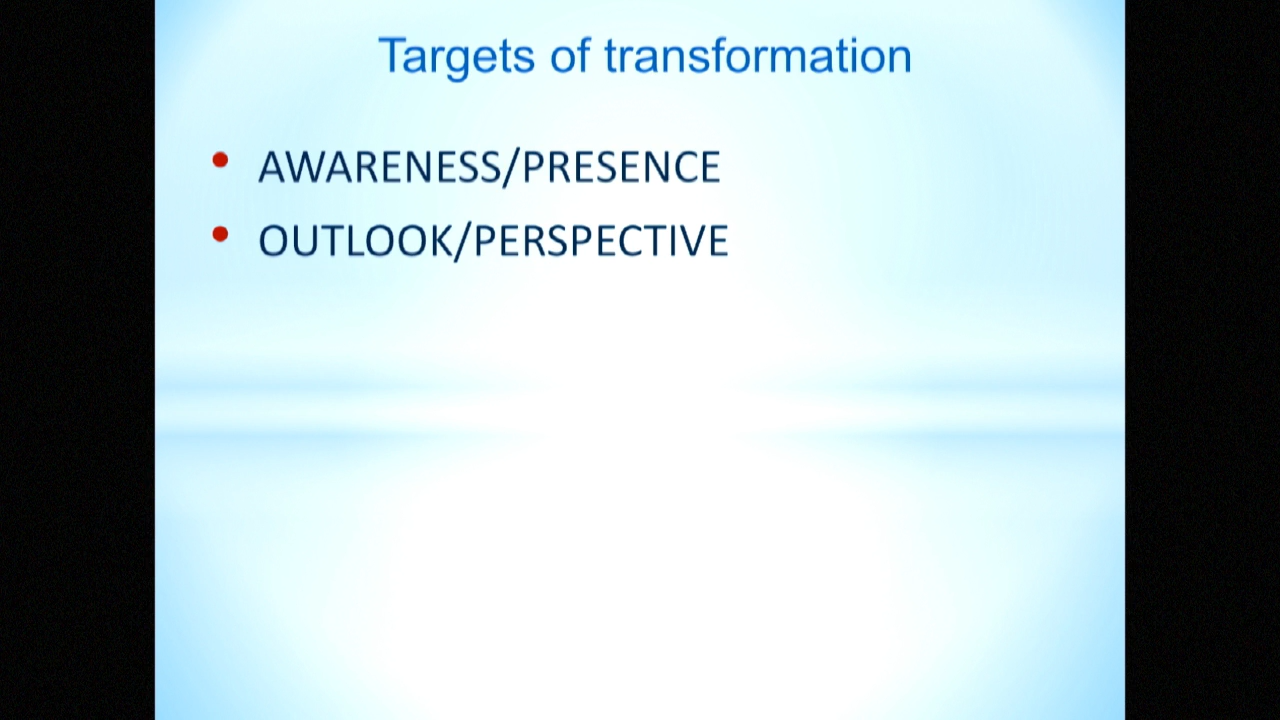 Targets of transformation
• AWARENESS/PRESENCE
• OUTLOOK/PERSPECTIVE